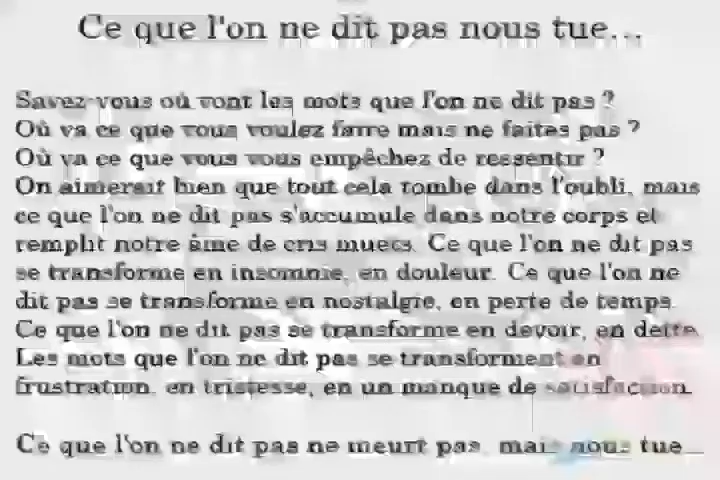 Ce que l'on ne dit pas nous tue...
Savez-vous où vont les mots que l'on ne dit pas ?
Où va ce que vous voulez faire mais ne faites pas ?
Où va ce que vous vous empêchez de ressentir ?
On aimerait bien que tout cela tombe dans l'oubli, mais
ce que l'on ne dit pas s'accumule dans notre corps et
remplit notre âme de cris muets. Ce que l'on ne dit pas
se transforme en insomnie, en douleur. Ce que l'on ne
dit pas se transforme en nostalgie, en perte de temps.
Ce que l'on ne dit pas se transforme en devoir, en dette.
Les mots que l'on ne dit pas se transforment en
frustration, en tristesse, en un manque de satisfaction.
Ce que l'on ne dit pas ne meurt pas, mais nous tue...